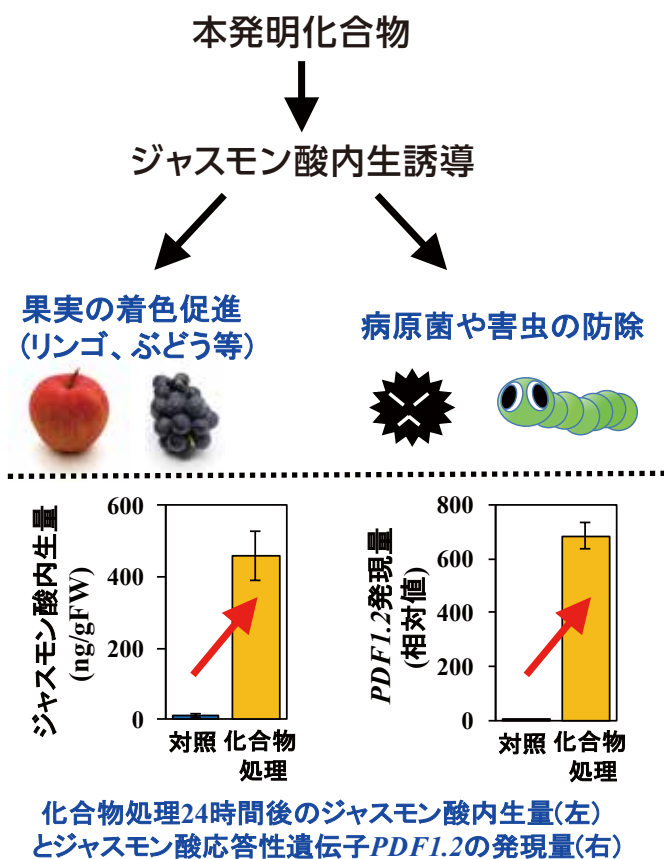 本発明化合物
ジャスモン酸内生誘導
果実の着色促進
(リンゴ、ぶどう等)
病原菌や害虫の防除
ジャスモン酸内生量
(ng/gFW)
600
400
200
0
対照
化合物
処理
PDF1.2発現量
(相対値)
800
600
400
200
0
対照
化合物
処理
化合物処理24時間後のジャスモン酸内生量(左)
とジャスモン酸応答性遺伝子PDF1.2の発現量(右)